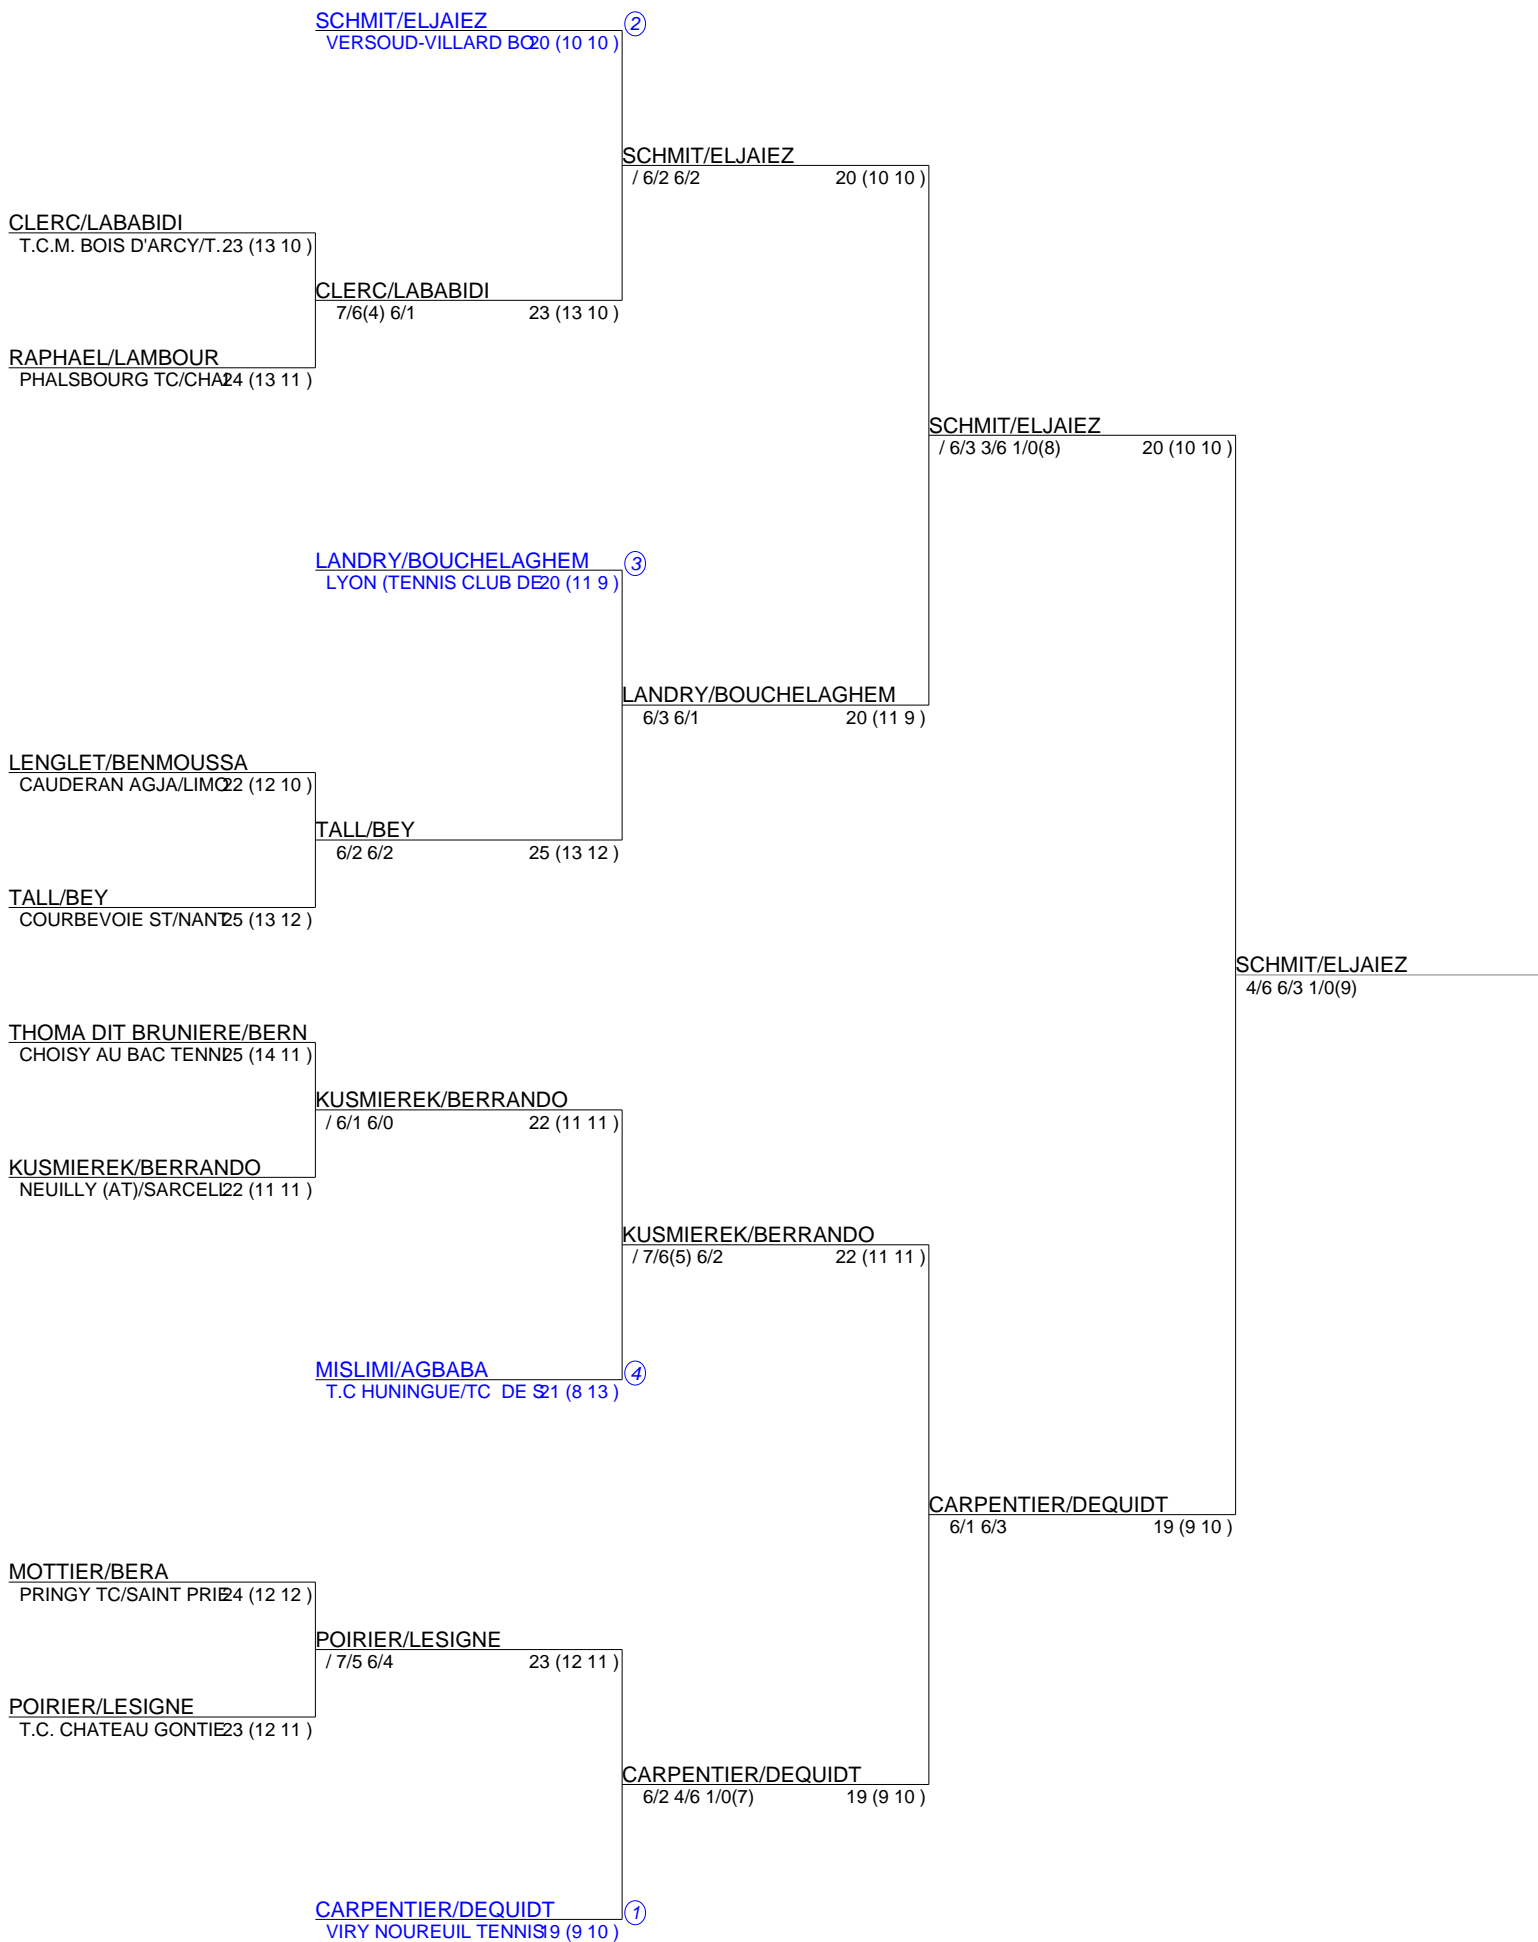 SCHMIT/ELJAIEZ 2
VERSOUD-VILLARD BO 20 (10 10 )
SCHMIT/ELJAIEZ
/ 6/2 6/2 20 (10 10 )
CLERC/LABABIDI
T.C.M. BOIS D'ARCY/T. 23 (13 10 )
CLERC/LABABIDI
7/6(4) 6/1 23 (13 10 )
RAPHAEL/LAMBOUR
PHALSBOURG TC/CHA 24 (13 11 )
SCHMIT/ELJAIEZ
/ 6/3 3/6 1/0(8) 20 (10 10 )
LANDRY/BOUCHELAGHEM 3
LYON (TENNIS CLUB DE 20 (11 9 )
LANDRY/BOUCHELAGHEM
6/3 6/1 20 (11 9 )
LENGLET/BENMOUSSA
CAUDERAN AGJA/LIMO 22 (12 10 )
TALL/BEY
6/2 6/2 25 (13 12 )
TALL/BEY
COURBEVOIE ST/NANT 25 (13 12 )
SCHMIT/ELJAIEZ
4/6 6/3 1/0(9)
THOMA DIT BRUNIERE/BERN
CHOISY AU BAC TENNI 25 (14 11 )
KUSMIEREK/BERRANDO
/ 6/1 6/0 22 (11 11 )
KUSMIEREK/BERRANDO
NEUILLY (AT)/SARCELL 22 (11 11 )
KUSMIEREK/BERRANDO
/ 7/6(5) 6/2 22 (11 11 )
MISLIMI/AGBABA 4
T.C HUNINGUE/TC DE S 21 (8 13 )
CARPENTIER/DEQUIDT
6/1 6/3 19 (9 10 )
MOTTIER/BERA
PRINGY TC/SAINT PRIE 24 (12 12 )
POIRIER/LESIGNE
/ 7/5 6/4 23 (12 11 )
POIRIER/LESIGNE
T.C. CHATEAU GONTIE 23 (12 11 )
CARPENTIER/DEQUIDT
6/2 4/6 1/0(7) 19 (9 10 )
CARPENTIER/DEQUIDT 1
VIRY NOUREUIL TENNIS 19 (9 10 )